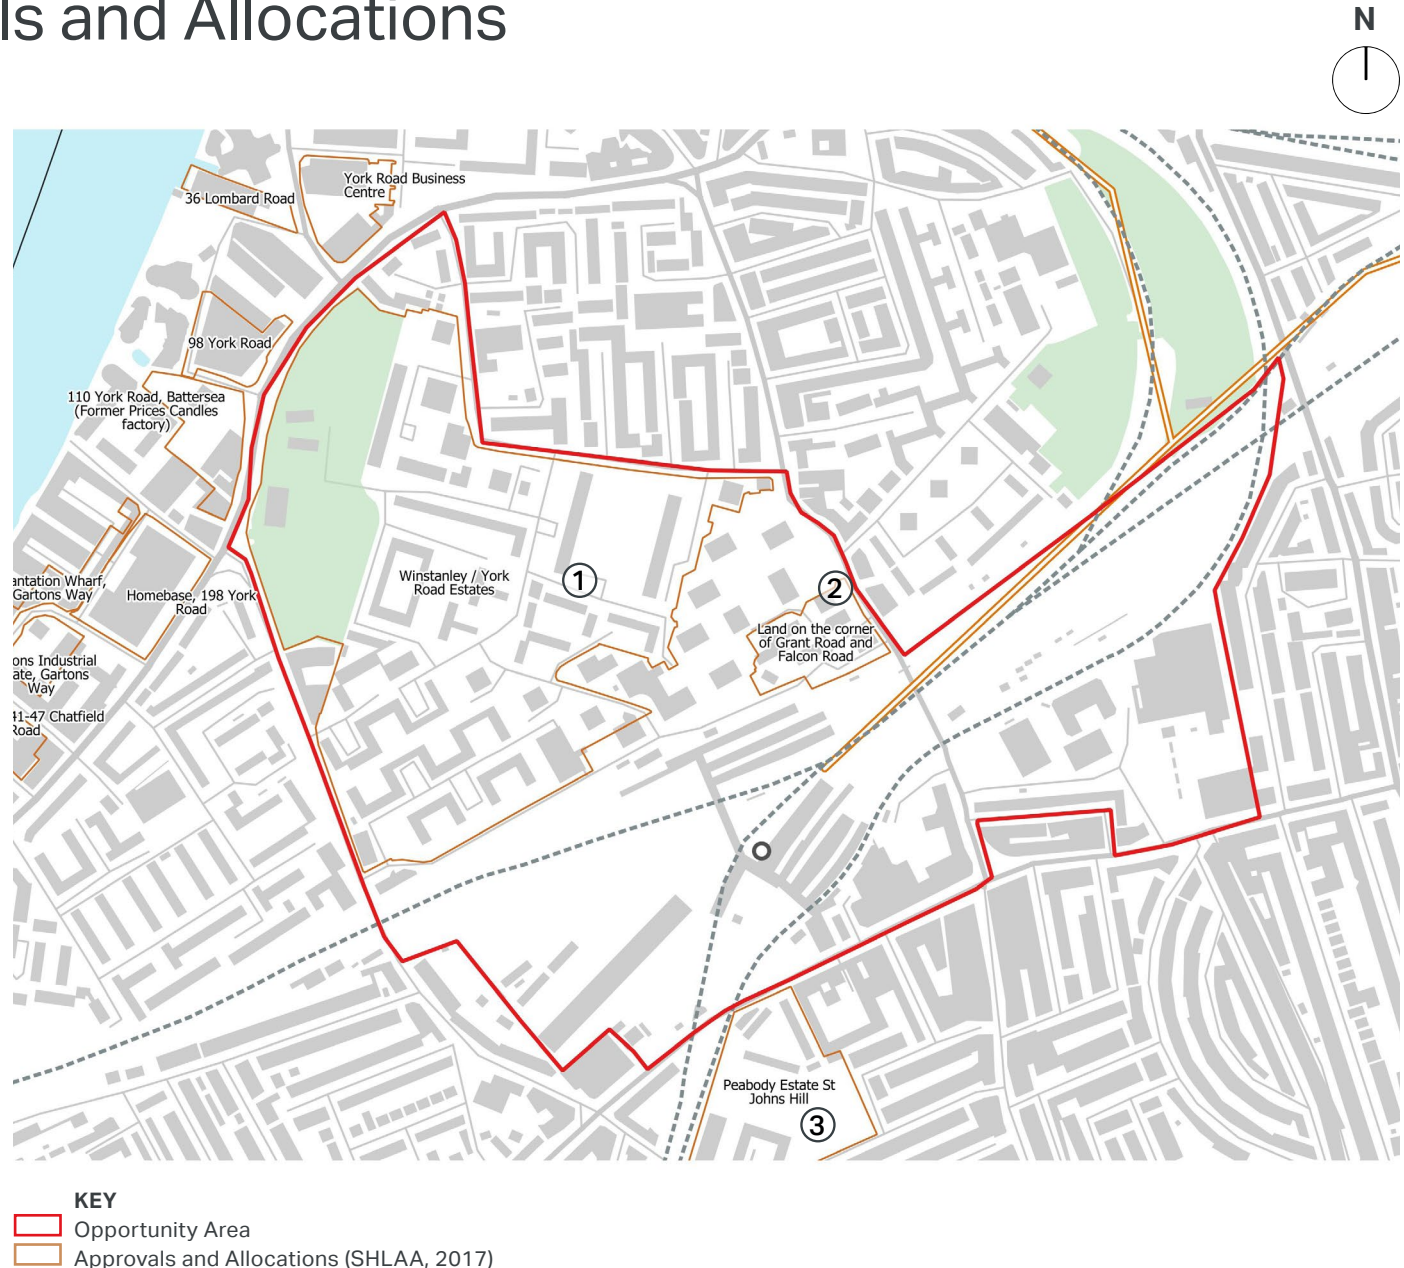 ls and Allocations
N
York Road Business
Centre
36 Lombard Road
98 York Road
110 York Road, Battersea
(Former Prices Candles
factory)
antation Wharf,
Gartons Way
Homebase, 198 York
Road
Winstanley / York
Road Estates
1
2
Land on the corner
of Grant Road and
Falcon Road
ons Industrial
ate, Gartons
Way
41-47 Chatfield
Road
Peabody Estate St
Johns Hill
3
KEY
Opportunity Area
Approvals and Allocations (SHLAA, 2017)